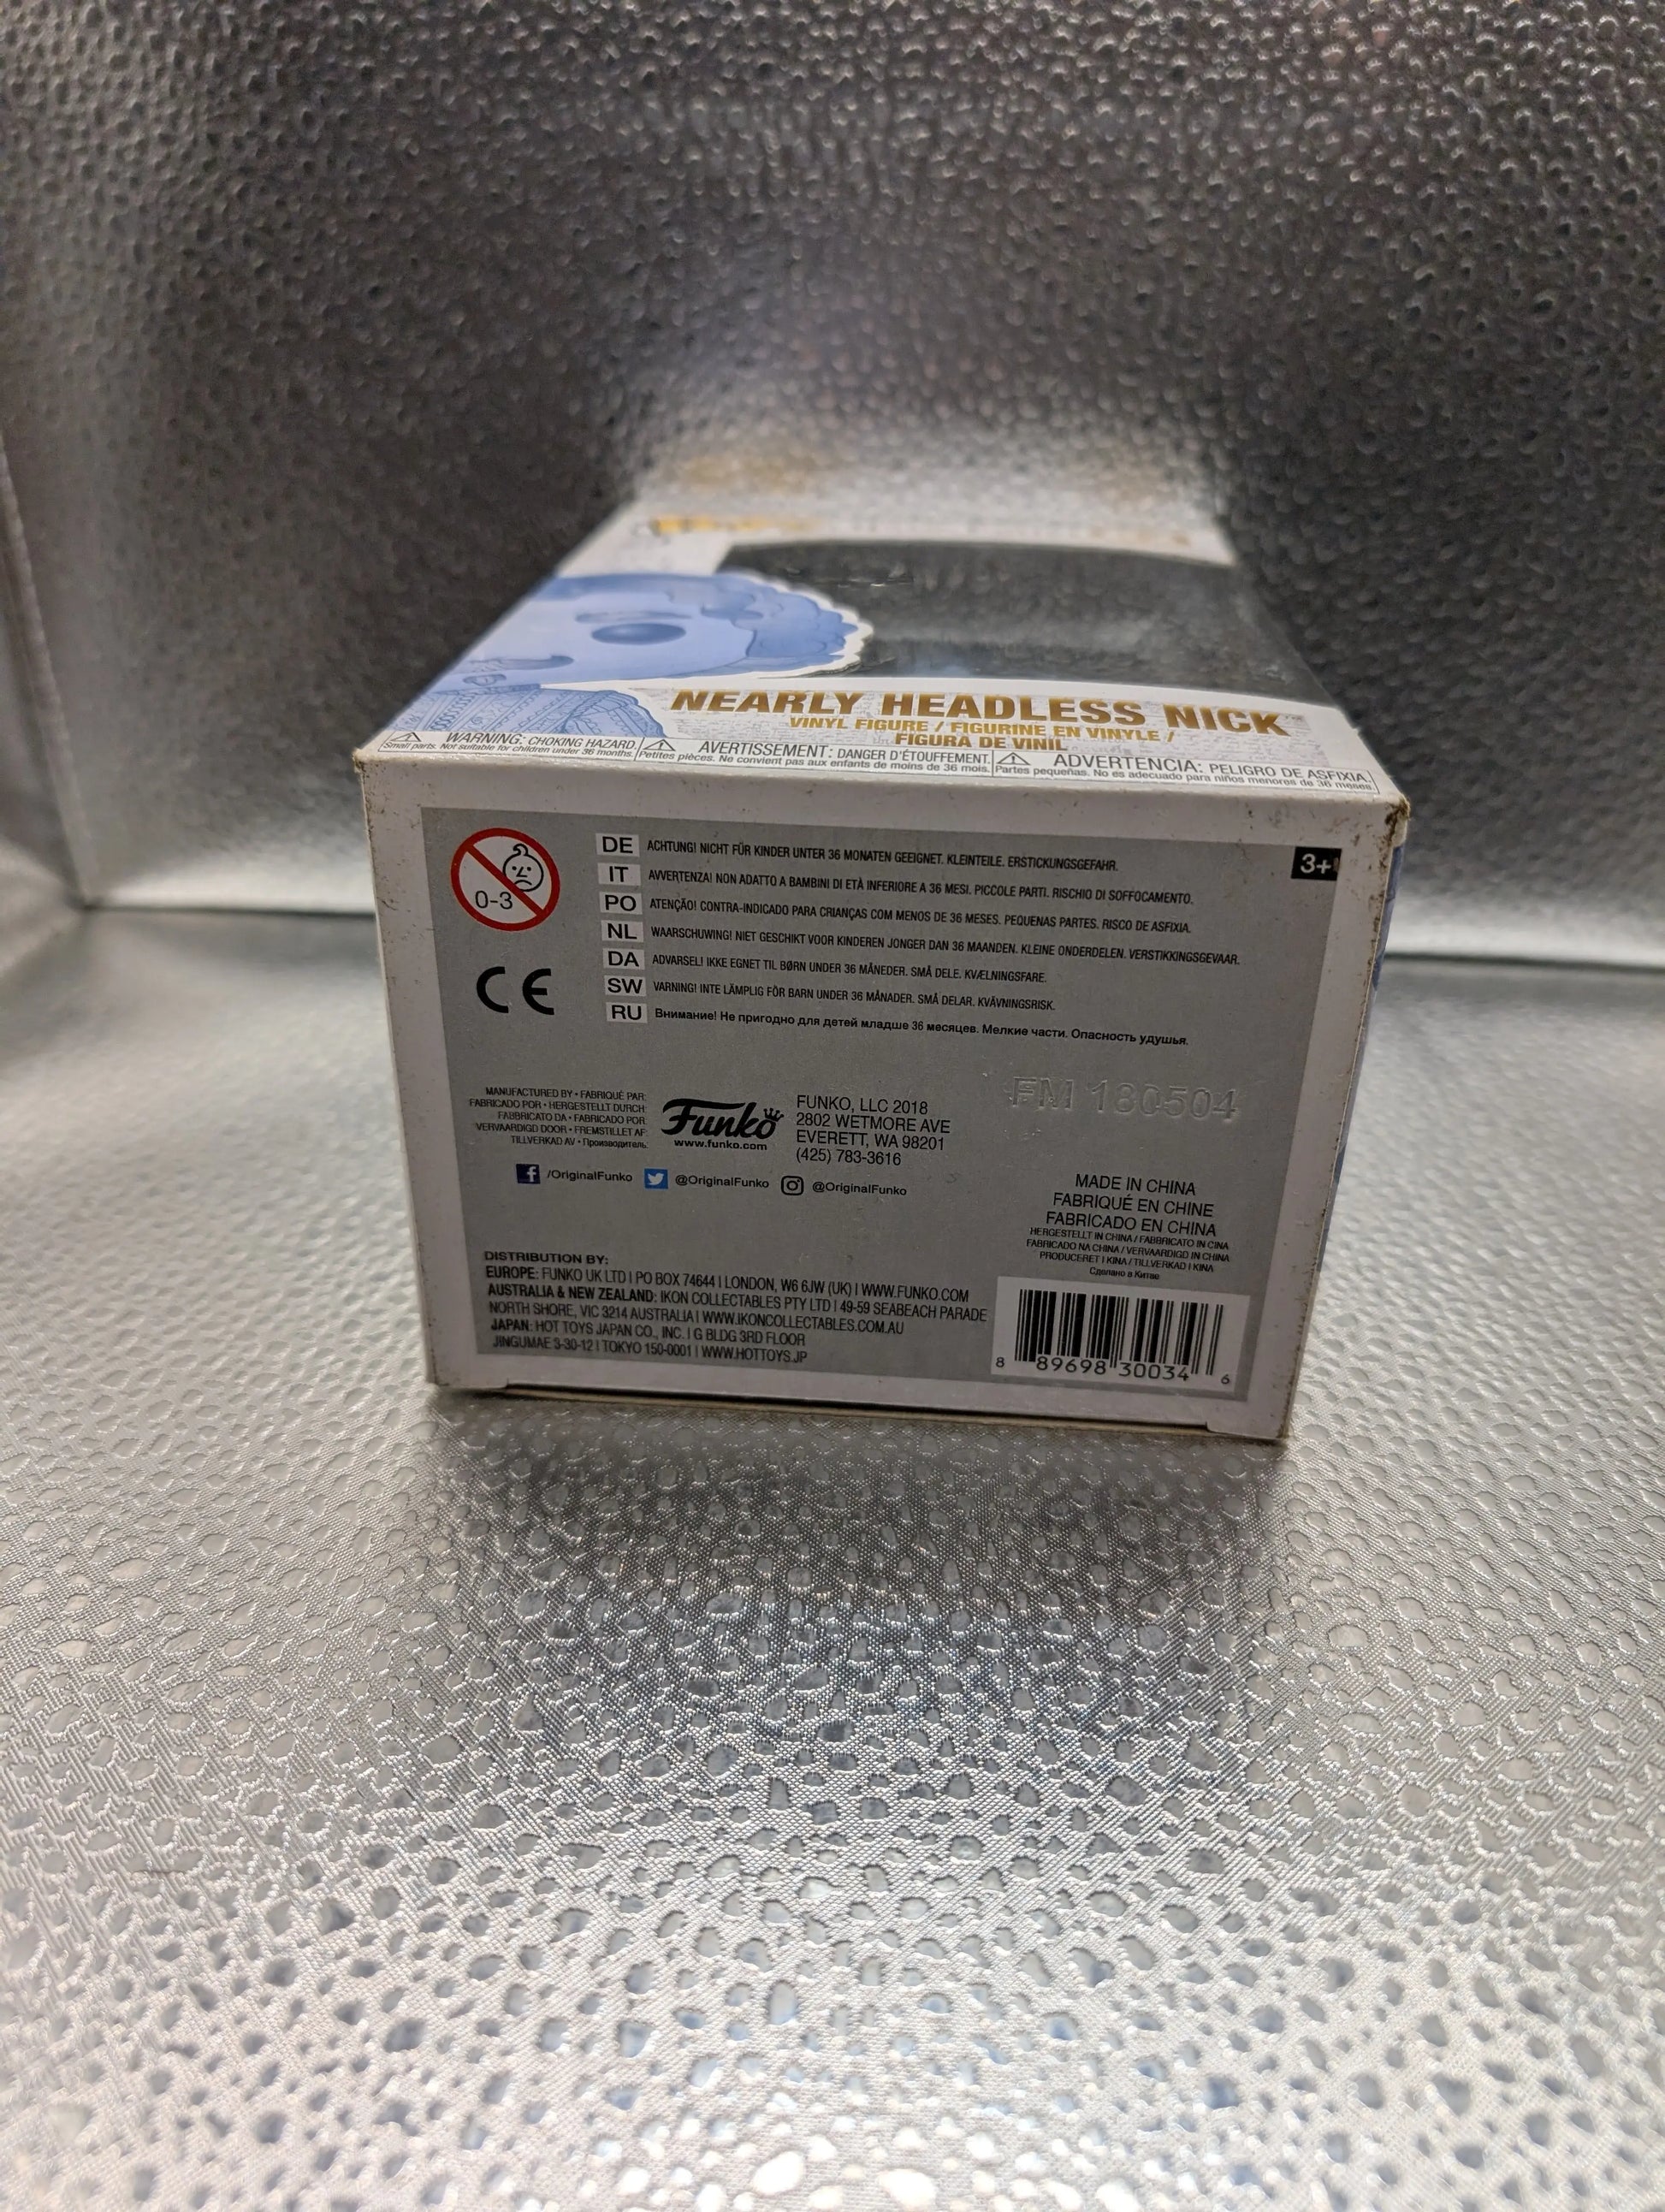 NEARLY HEADLESS NICK
VINYL FIGURE / FIGURINE EN VINYLE /
FIGURA DE VINIL
WARNING: CHOKING HAZARD.
Small parts. Not suitable for children under 36 months.
AVERTISSEMENT: DANGER D'ÉTOUFFEMENT.
Petites pièces. Ne convient pas aux enfants de moins de 36 mois.
ADVERTENCIA: PELIGRO DE ASFIXIA.
Partes pequeñas. No es adecuado para niños menores de 36 meses
0-3
CE
3+
DE ACHTUNG! NICHT FÜR KINDER UNTER 36 MONATEN GEEIGNET. KLEINTEILE. ERSTICKUNGSGEFAHR.
IT AVVERTENZA! NON ADATTO A BAMBINI DI ETÀ INFERIORE A 36 MESI. PICCOLE PARTI. RISCHIO DI SOFFOCAMENTO.
PO ATENÇÃO! CONTRA-INDICADO PARA CRIANÇAS COM MENOS DE 36 MESES. PEQUENAS PARTES. RISCO DE ASFIXIA.
NL WAARSCHUWING! NIET GESCHIKT VOOR KINDEREN JONGER DAN 36 MAANDEN. KLEINE ONDERDELEN. VERSTIKKINGSGEVAAR.
DA ADVARSEL! IKKE EGNET TIL BØRN UNDER 36 MÅNEDER. SMÅ DELE. KVÆLNINGSFARE.
SW VARNING! INTE LÄMPLIG FÖR BARN UNDER 36 MÅNADER. SMÅ DELAR. KVÄVNINGSRISK.
RU Внимание! Не пригодно для детей младше 36 месяцев. Мелкие части. Опасность удушья.
MANUFACTURED BY • FABRIQUÉ PAR:
FABRICADO POR • HERGESTELLT DURCH:
FABBRICATO DA • FABRICADO POR:
VERVAARDIGD DOOR • FREMSTILLET AF:
TILLVERKAD AV • Производитель:
Funko
www.funko.com
FUNKO, LLC 2018
2802 WETMORE AVE
EVERETT, WA 98201
(425) 783-3616
FM 180504
/OriginalFunko @OriginalFunko @OriginalFunko
MADE IN CHINA
FABRIQUÉ EN CHINE
FABRICADO EN CHINA
HERGESTELLT IN CHINA / FABBRICATO IN CINA
FABRICADO NA CHINA / VERVAARDIGD IN CHINA
PRODUCERET I KINA / TILLVERKAD I KINA
Сделано в Китае
DISTRIBUTION BY:
EUROPE: FUNKO UK LTD | PO BOX 74644 | LONDON, W6 6JW (UK) | WWW.FUNKO.COM
AUSTRALIA & NEW ZEALAND: IKON COLLECTABLES PTY LTD | 49-59 SEABEACH PARADE
NORTH SHORE, VIC 3214 AUSTRALIA | WWW.IKONCOLLECTABLES.COM.AU
JAPAN: HOT TOYS JAPAN CO., INC. | G BLDG 3RD FLOOR
JINGUMAE 3-30-12 | TOKYO 150-0001 | WWW.HOTTOYS.JP
8 89698 30034 6